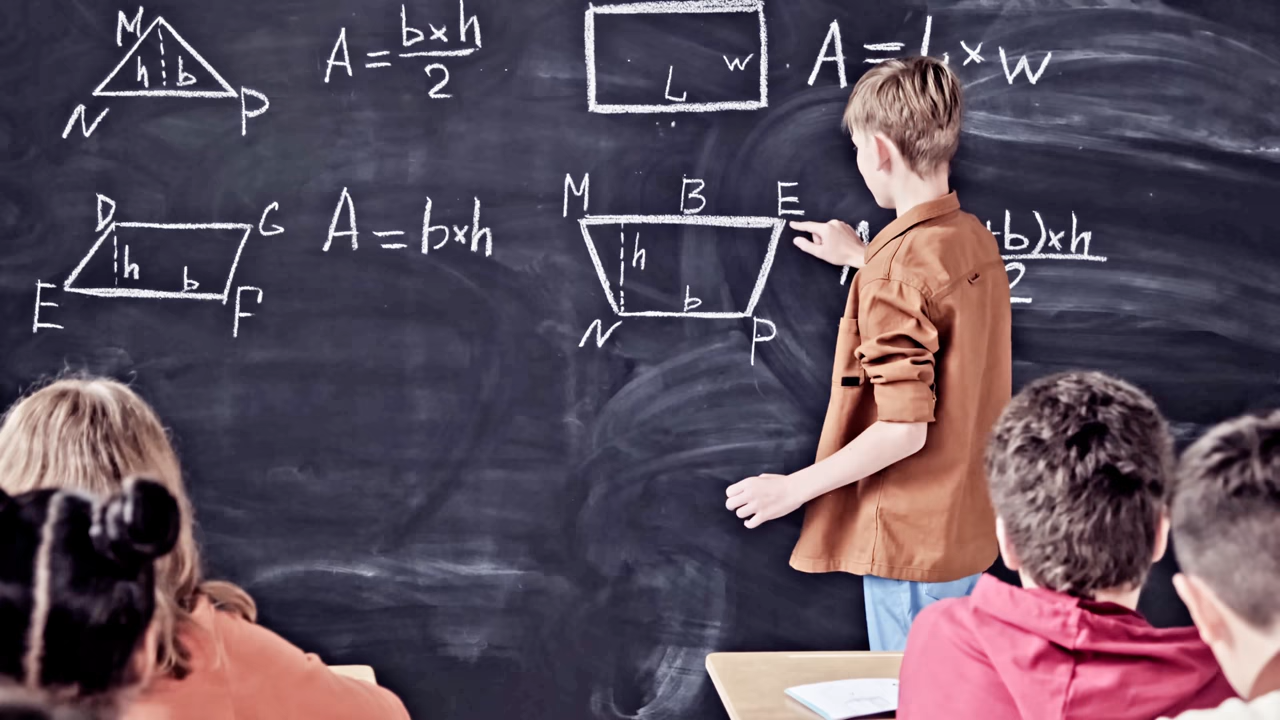 M
h b
N P
A = b×h
2
W
L
A = L × W
D G
h
b
E F
A = b×h
M B E
h
b
N P
+b)×h
2